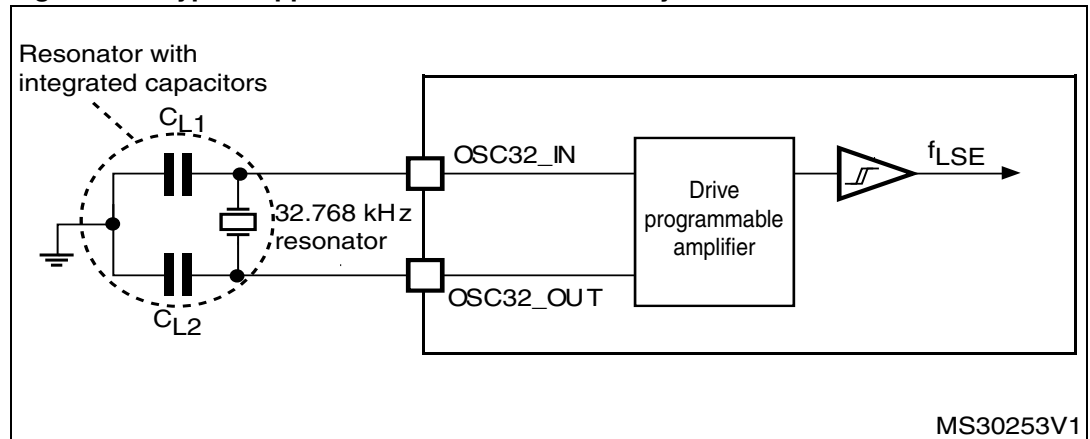 Resonator with
integrated capacitors
CL1
OSC32_IN
fLSE
Drive
programmable
amplifier
32.768 kHz
resonator
OSC32_OUT
CL2
MS30253V1